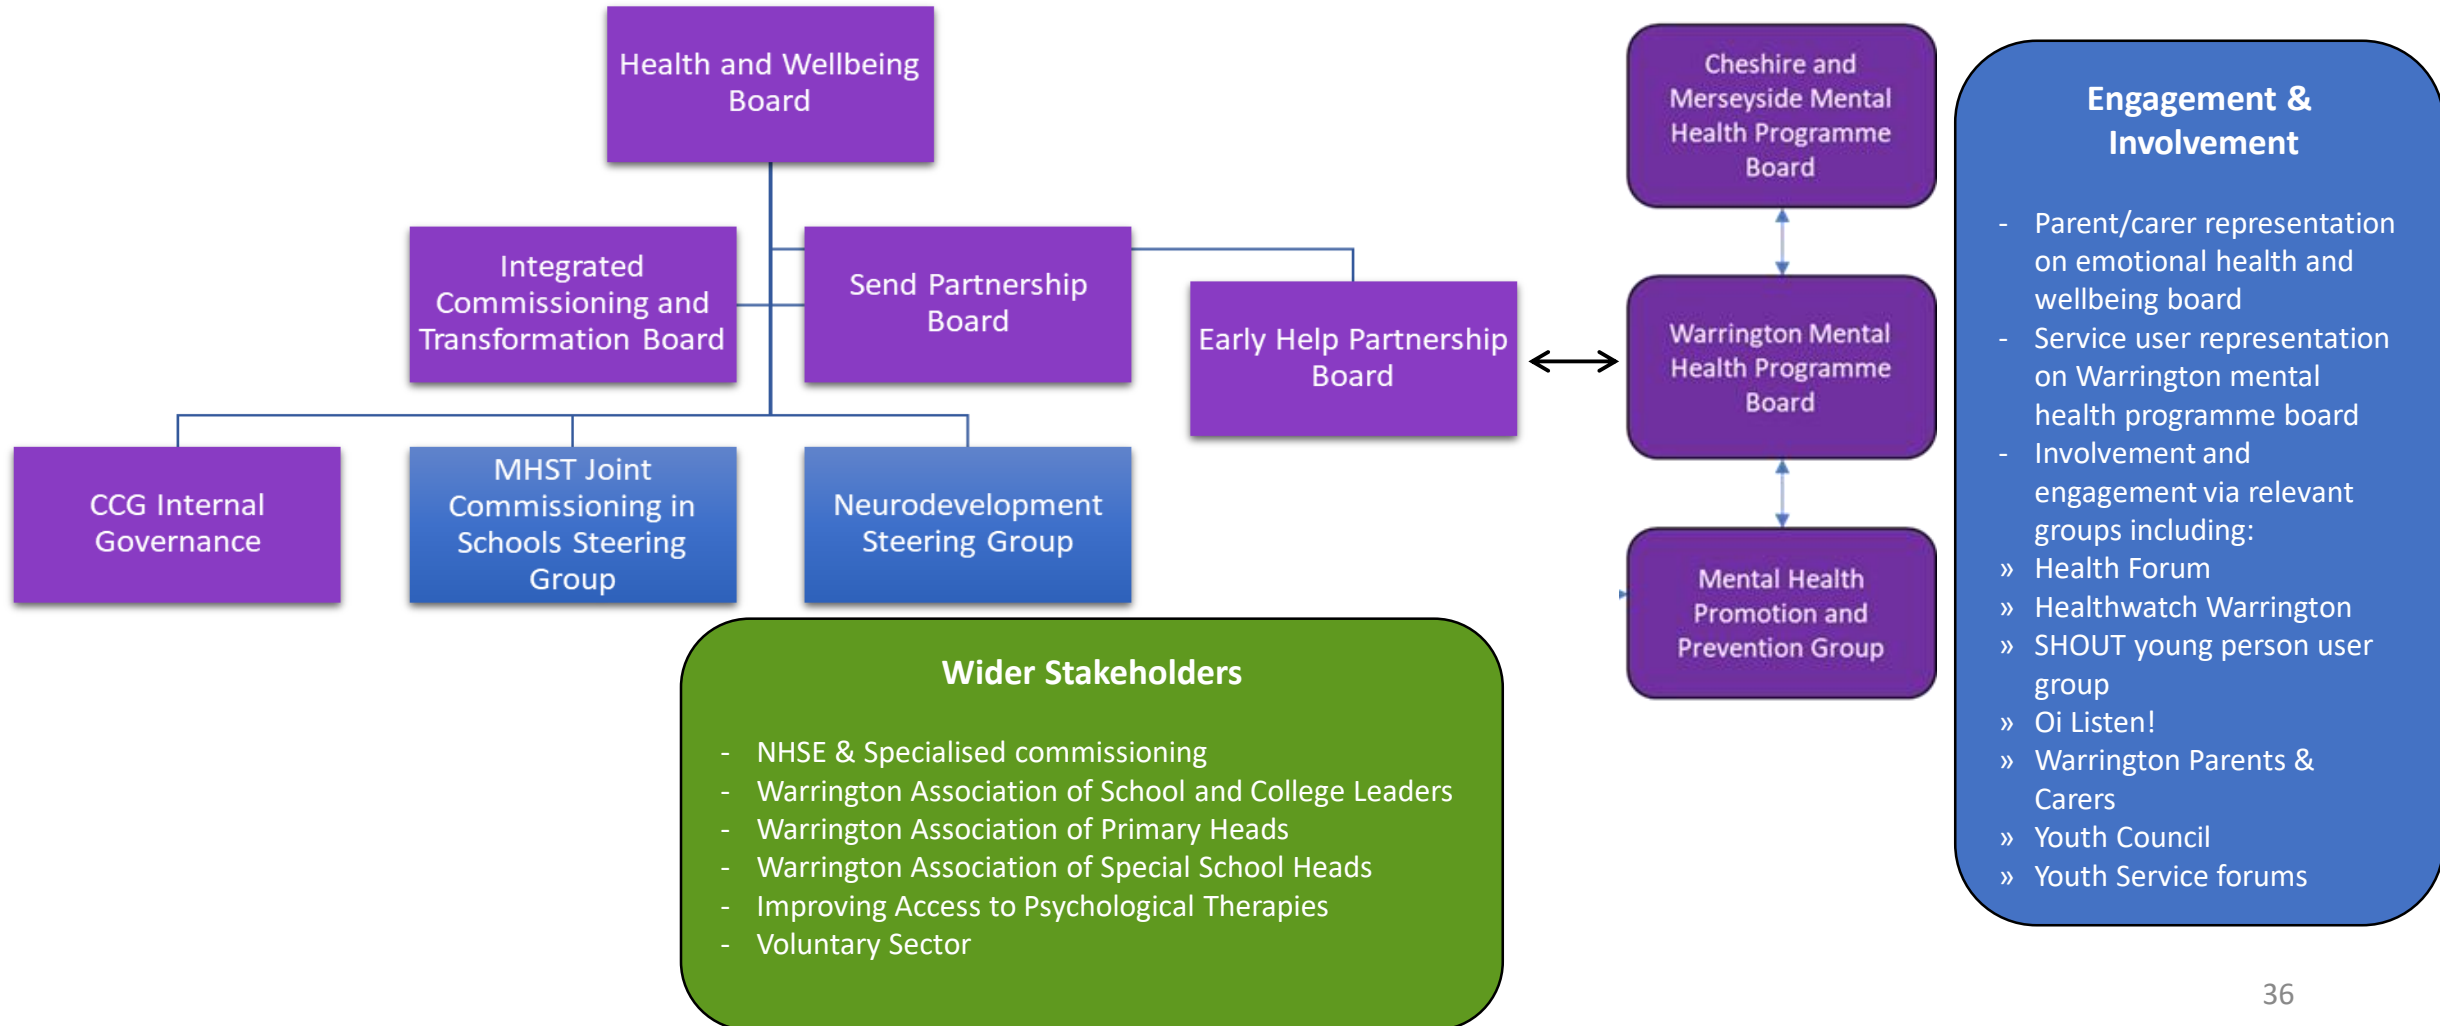 Health and Wellbeing
Board
Integrated
Commissioning and
Transformation Board
Send Partnership
Board
Early Help Partnership
Board
CCG Internal
Governance
MHST Joint
Commissioning in
Schools Steering
Group
Neurodevelopment
Steering Group
Cheshire and
Merseyside Mental
Health Programme
Board
Warrington Mental
Health Programme
Board
Mental Health
Promotion and
Prevention Group
Wider Stakeholders
- NHSE & Specialised commissioning
- Warrington Association of School and College Leaders
- Warrington Association of Primary Heads
- Warrington Association of Special School Heads
- Improving Access to Psychological Therapies
- Voluntary Sector
Engagement &
Involvement
- Parent/carer representation
on emotional health and
wellbeing board
- Service user representation
on Warrington mental
health programme board
- Involvement and
engagement via relevant
groups including:
» Health Forum
» Healthwatch Warrington
» SHOUT young person user
group
» Oi Listen!
» Warrington Parents &
Carers
» Youth Council
» Youth Service forums
36